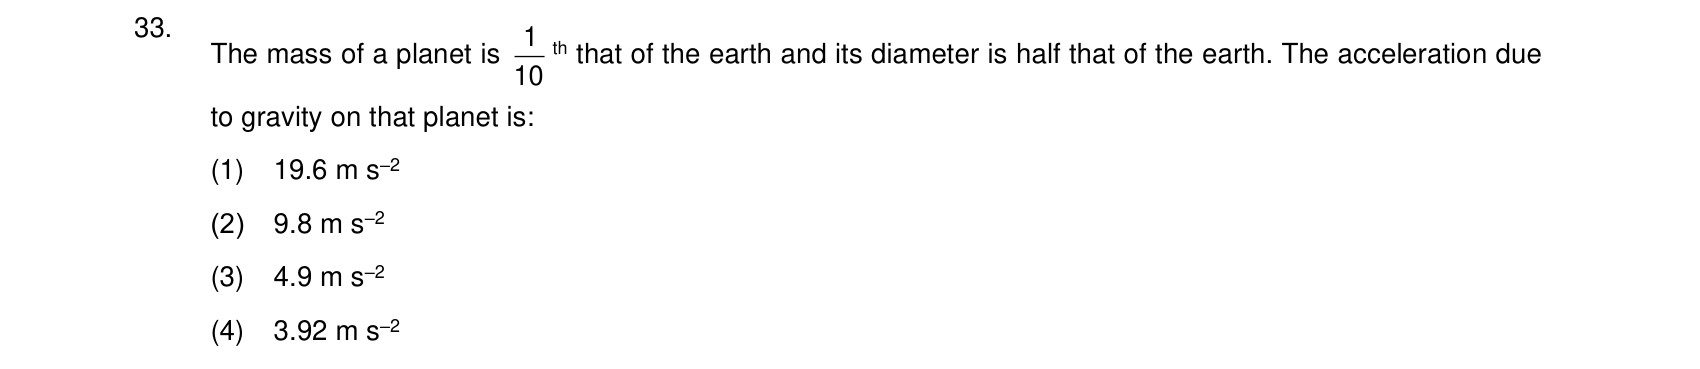 33.
The mass of a planet is 1/10 th that of the earth and its diameter is half that of the earth. The acceleration due
to gravity on that planet is:
(1) 19.6 m s⁻²
(2) 9.8 m s⁻²
(3) 4.9 m s⁻²
(4) 3.92 m s⁻²